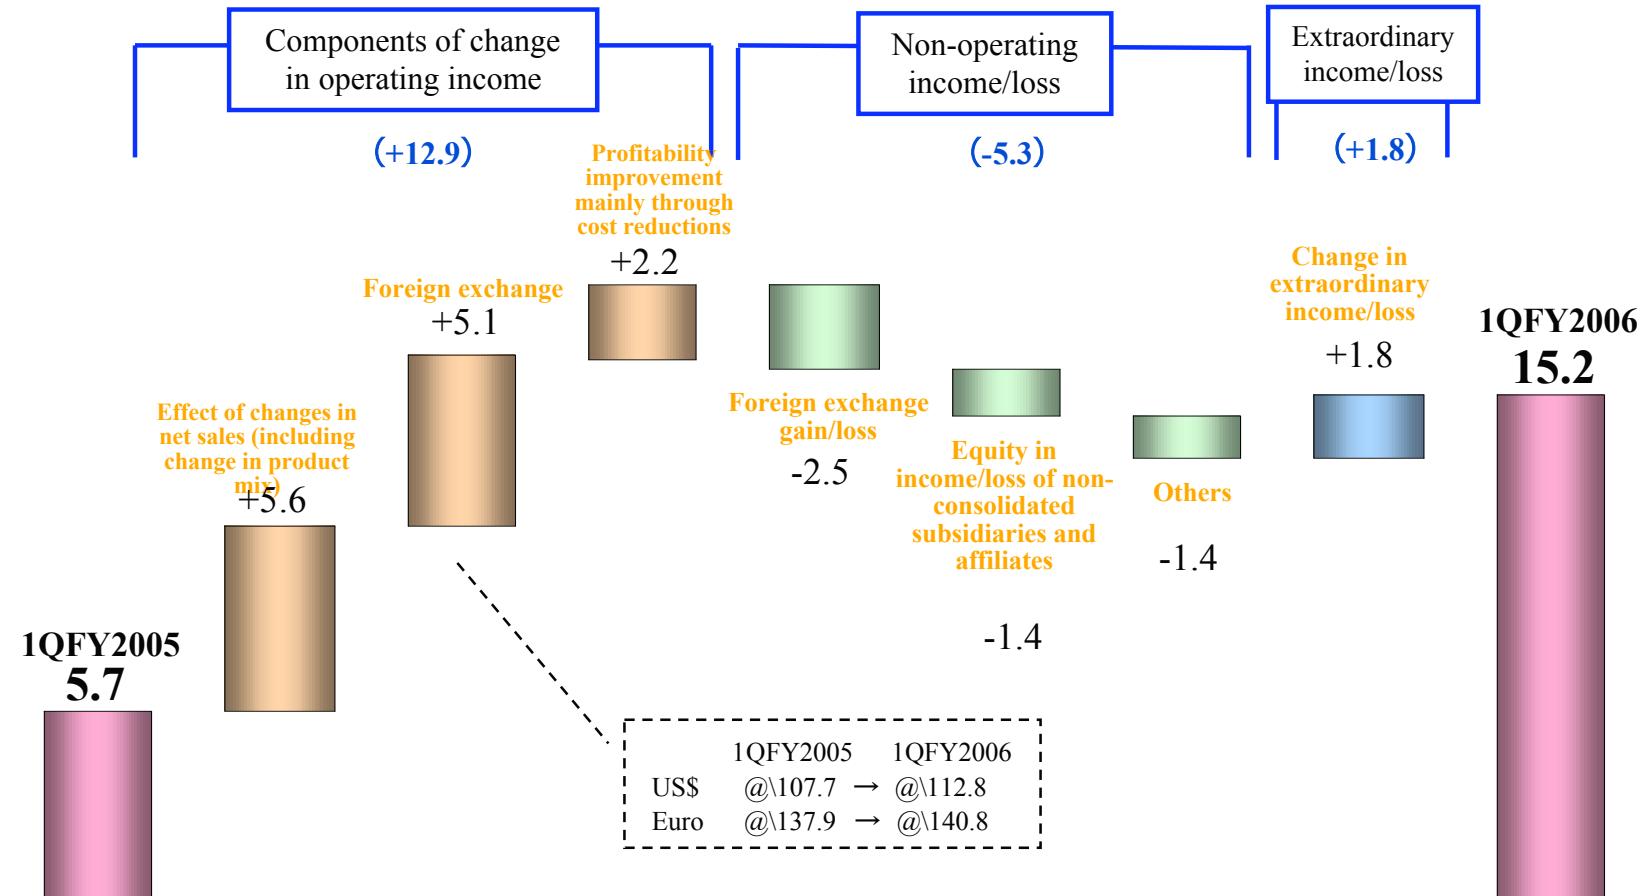 Components of change
in operating income
(+12.9)
Non-operating
income/loss
(-5.3)
Extraordinary
income/loss
(+1.8)
1QFY2005
5.7
Effect of changes in
net sales (including
change in product
mix)
+5.6
Foreign exchange
+5.1
Profitability
improvement
mainly through
cost reductions
+2.2
Foreign exchange
gain/loss
-2.5
Equity in
income/loss of non-
consolidated
subsidiaries and
affiliates
-1.4
Others
-1.4
Change in
extraordinary
income/loss
+1.8
1QFY2006
15.2
1QFY2005 1QFY2006
US$ @\107.7 → @\112.8
Euro @\137.9 → @\140.8